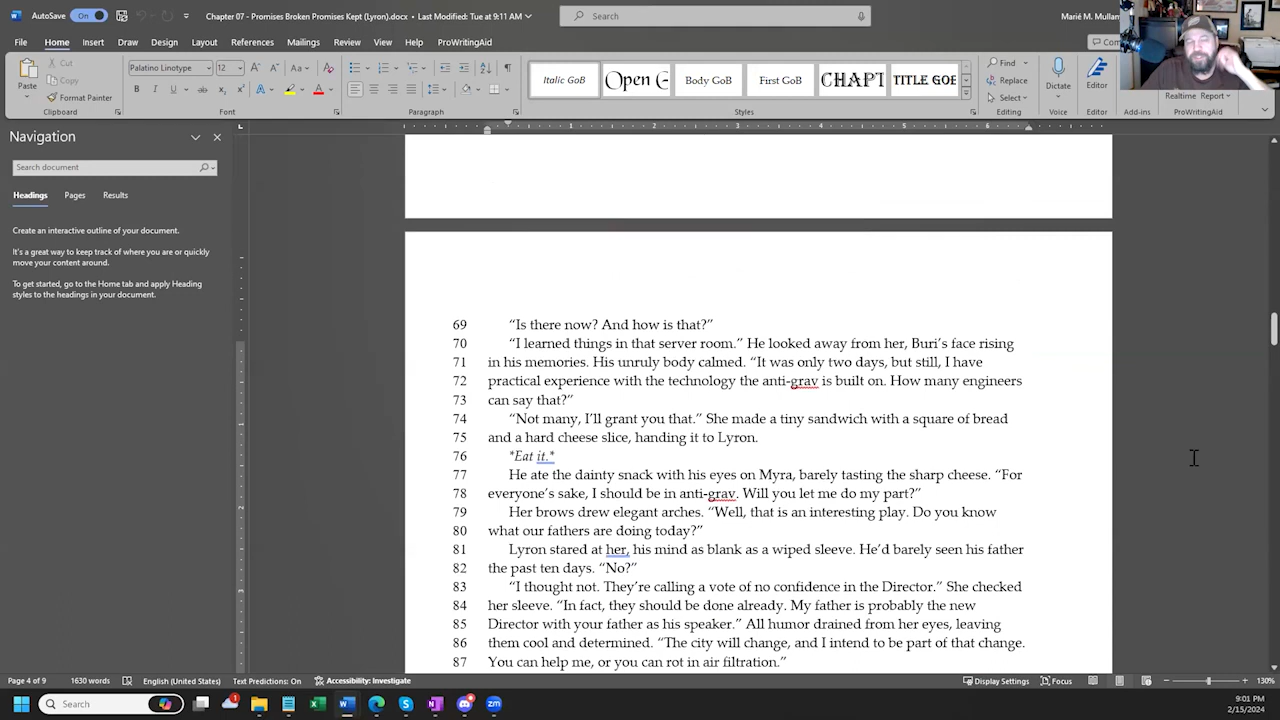 AutoSave On Chapter 07 - Promises Broken Promises Kept (Lyron).docx • Last Modified: Tue at 9:11 AM Search Marié M. Mullan
File Home Insert Draw Design Layout References Mailings Review View Help ProWritingAid
Paste Cut Copy Format Painter Clipboard
Palatino Linotype 12 Font
Paragraph
Italic GoB Open G Body GoB First GoB CHAPT TITLE GOB Styles
Find Replace Select Editing
Dictate Voice
Editor Editor
Add-ins
Realtime Report ProWritingAid
Navigation
Search document
Headings Pages Results
Create an interactive outline of your document.
It's a great way to keep track of where you are or quickly
move your content around.
To get started, go to the Home tab and apply Heading
styles to the headings in your document.
69 “Is there now? And how is that?”
70 “I learned things in that server room.” He looked away from her, Buri’s face rising
71 in his memories. His unruly body calmed. “It was only two days, but still, I have
72 practical experience with the technology the anti-grav is built on. How many engineers
73 can say that?”
74 “Not many, I’ll grant you that.” She made a tiny sandwich with a square of bread
75 and a hard cheese slice, handing it to Lyron.
76 *Eat it.*
77 He ate the dainty snack with his eyes on Myra, barely tasting the sharp cheese. “For
78 everyone’s sake, I should be in anti-grav. Will you let me do my part?”
79 Her brows drew elegant arches. “Well, that is an interesting play. Do you know
80 what our fathers are doing today?”
81 Lyron stared at her, his mind as blank as a wiped sleeve. He’d barely seen his father
82 the past ten days. “No?”
83 “I thought not. They’re calling a vote of no confidence in the Director.” She checked
84 her sleeve. “In fact, they should be done already. My father is probably the new
85 Director with your father as his speaker.” All humor drained from her eyes, leaving
86 them cool and determined. “The city will change, and I intend to be part of that change.
87 You can help me, or you can rot in air filtration.”
Page 4 of 9 1630 words English (United States) Text Predictions: On Accessibility: Investigate Display Settings Focus 130%
Search 9:01 PM
2/15/2024